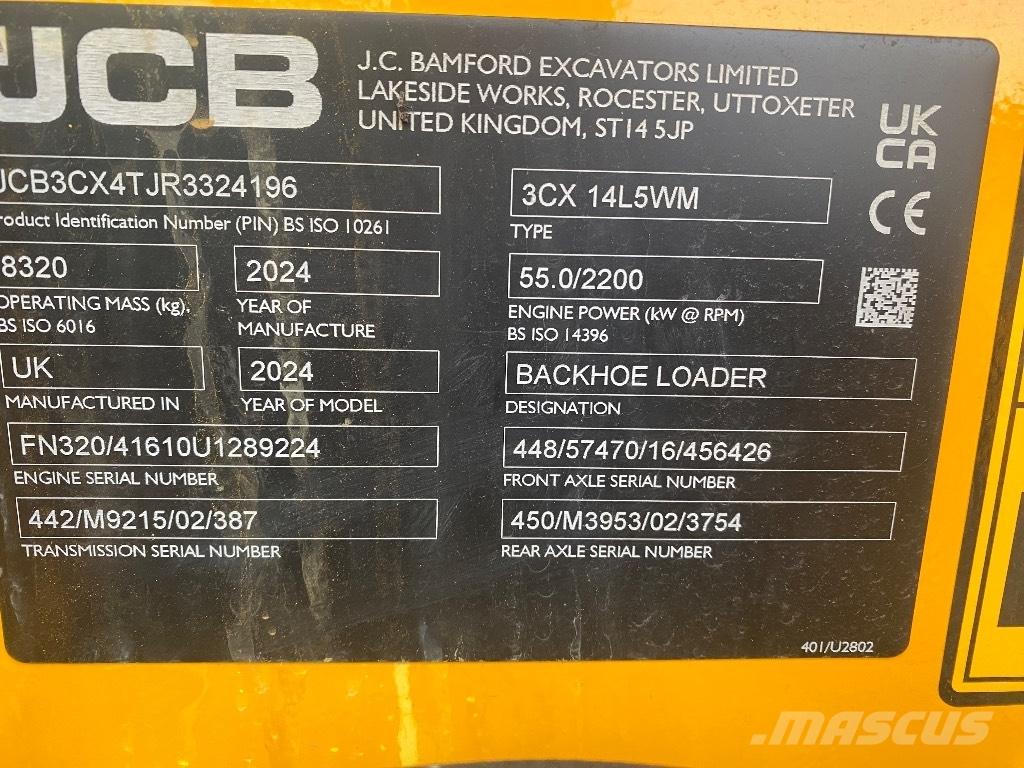 JCB
J.C. BAMFORD EXCAVATORS LIMITED
LAKESIDE WORKS, ROCESTER, UTTOXETER
UNITED KINGDOM, ST14 5JP
UK
CA
CE
JCB3CX4TJR3324196
roduct Identification Number (PIN) BS ISO 10261
3CX 14L5WM
TYPE
8320
OPERATING MASS (kg).
BS ISO 6016
2024
YEAR OF
MANUFACTURE
55.0/2200
ENGINE POWER (kW @ RPM)
BS ISO 14396
UK
MANUFACTURED IN
2024
YEAR OF MODEL
BACKHOE LOADER
DESIGNATION
FN320/41610U1289224
ENGINE SERIAL NUMBER
448/57470/16/456426
FRONT AXLE SERIAL NUMBER
442/M9215/02/387
TRANSMISSION SERIAL NUMBER
450/M3953/02/3754
REAR AXLE SERIAL NUMBER
401/U2802
MASCUS